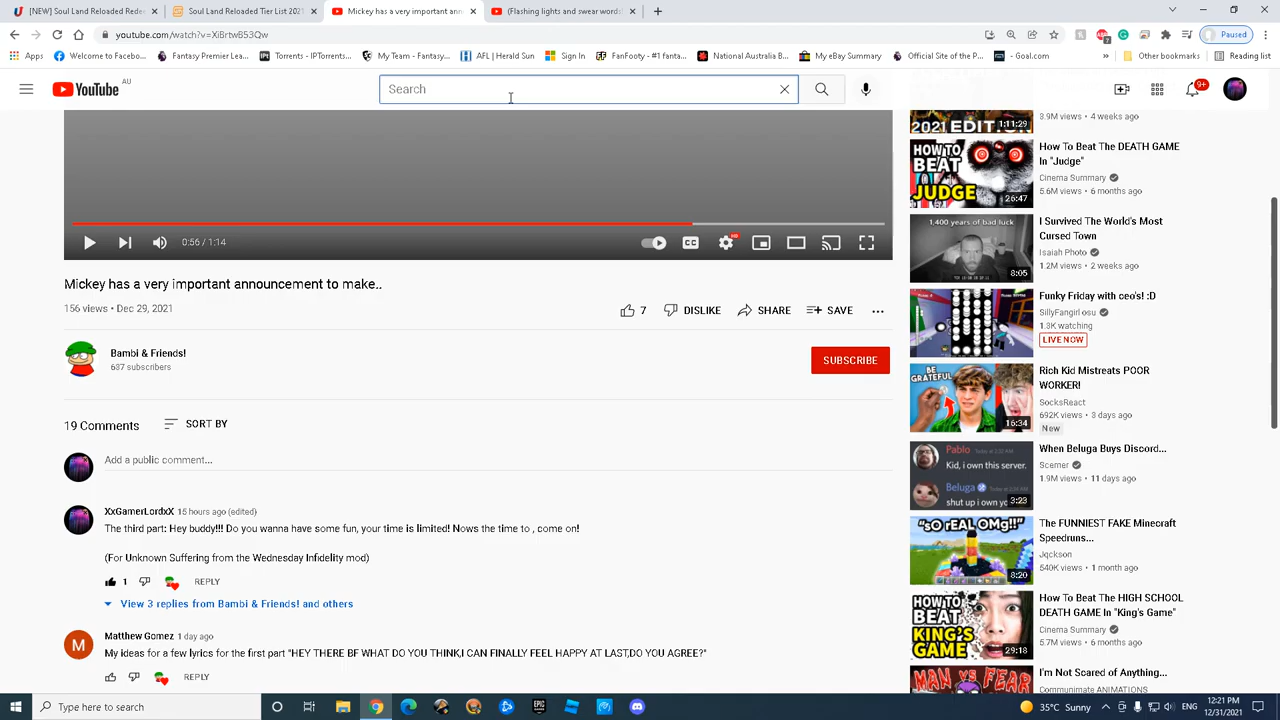 [NEW] Soul Land Reloaded Redee
Soul Land Reloaded Tier List 202
Mickey has a very important ann
(Flashing lights and swear words
youtube.com/watch?v=XiBrtwB53Qw
Paused
Apps
Welcome to Faceboo...
Fantasy Premier Lea...
Torrents - IPTorrents...
My Team - Fantasy...
AFL | Herald Sun
Sign In
FanFooty - #1 fanta...
National Australia B...
My eBay Summary
Official Site of the P...
- Goal.com
Other bookmarks
Reading list
YouTube AU
Search
9+
2021 EDITION
1:11:29
3.9M views • 4 weeks ago
HOW TO BEAT JUDGE
26:47
How To Beat The DEATH GAME
In "Judge"
Cinema Summary
5.6M views • 6 months ago
1,400 years of bad luck
8:05
I Survived The World's Most
Cursed Town
Isaiah Photo
1.2M views • 2 weeks ago
0:56 / 1:14
CC
HD
Mickey has a very important announcement to make..
156 views • Dec 29, 2021
7
DISLIKE
SHARE
SAVE
Funky Friday with ceo's! :D
SillyFangirl osu
1.3K watching
LIVE NOW
Bambi & Friends!
637 subscribers
SUBSCRIBE
BE GRATEFUL
16:34
Rich Kid Mistreats POOR
WORKER!
SocksReact
692K views • 3 days ago
New
19 Comments
SORT BY
Add a public comment...
Pablo
Kid, i own this server.
Beluga
shut up i own yo
3:23
When Beluga Buys Discord...
Scemer
1.9M views • 11 days ago
XxGamerLordxX 15 hours ago (edited)
The third part: Hey buddy!!! Do you wanna have some fun, your time is limited! Nows the time to , come on!
(For Unknown Suffering from the Wednesday Infidelity mod)
1
REPLY
View 3 replies from Bambi & Friends! and others
"SO rEAL OMg!!"
8:20
The FUNNIEST FAKE Minecraft
Speedruns...
Jqckson
540K views • 1 month ago
HOW TO BEAT KING'S GAME
29:18
How To Beat The HIGH SCHOOL
DEATH GAME In "King's Game"
Cinema Summary
5.7M views • 6 months ago
M
Matthew Gomez 1 day ago
My ideas for a few lyrics for the first part "HEY THERE BF WHAT DO YOU THINK,I CAN FINALLY FEEL HAPPY AT LAST,DO YOU AGREE?"
REPLY
MAN VS FEAR
I'm Not Scared of Anything...
Communimate ANIMATIONS
Type here to search
EPIC GAMES
35°C Sunny
ENG
12:21 PM
12/31/2021